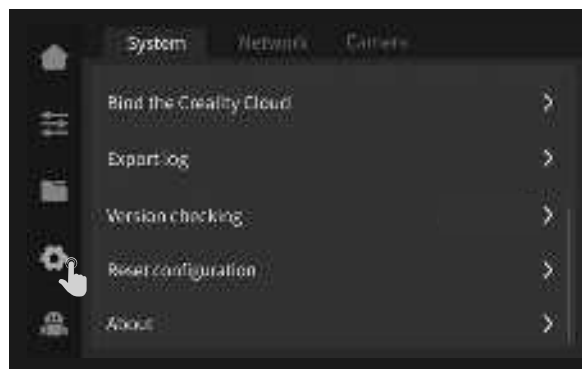 System Network Camera
Bind the Creality Cloud
Export log
Version checking
Reset configuration
About